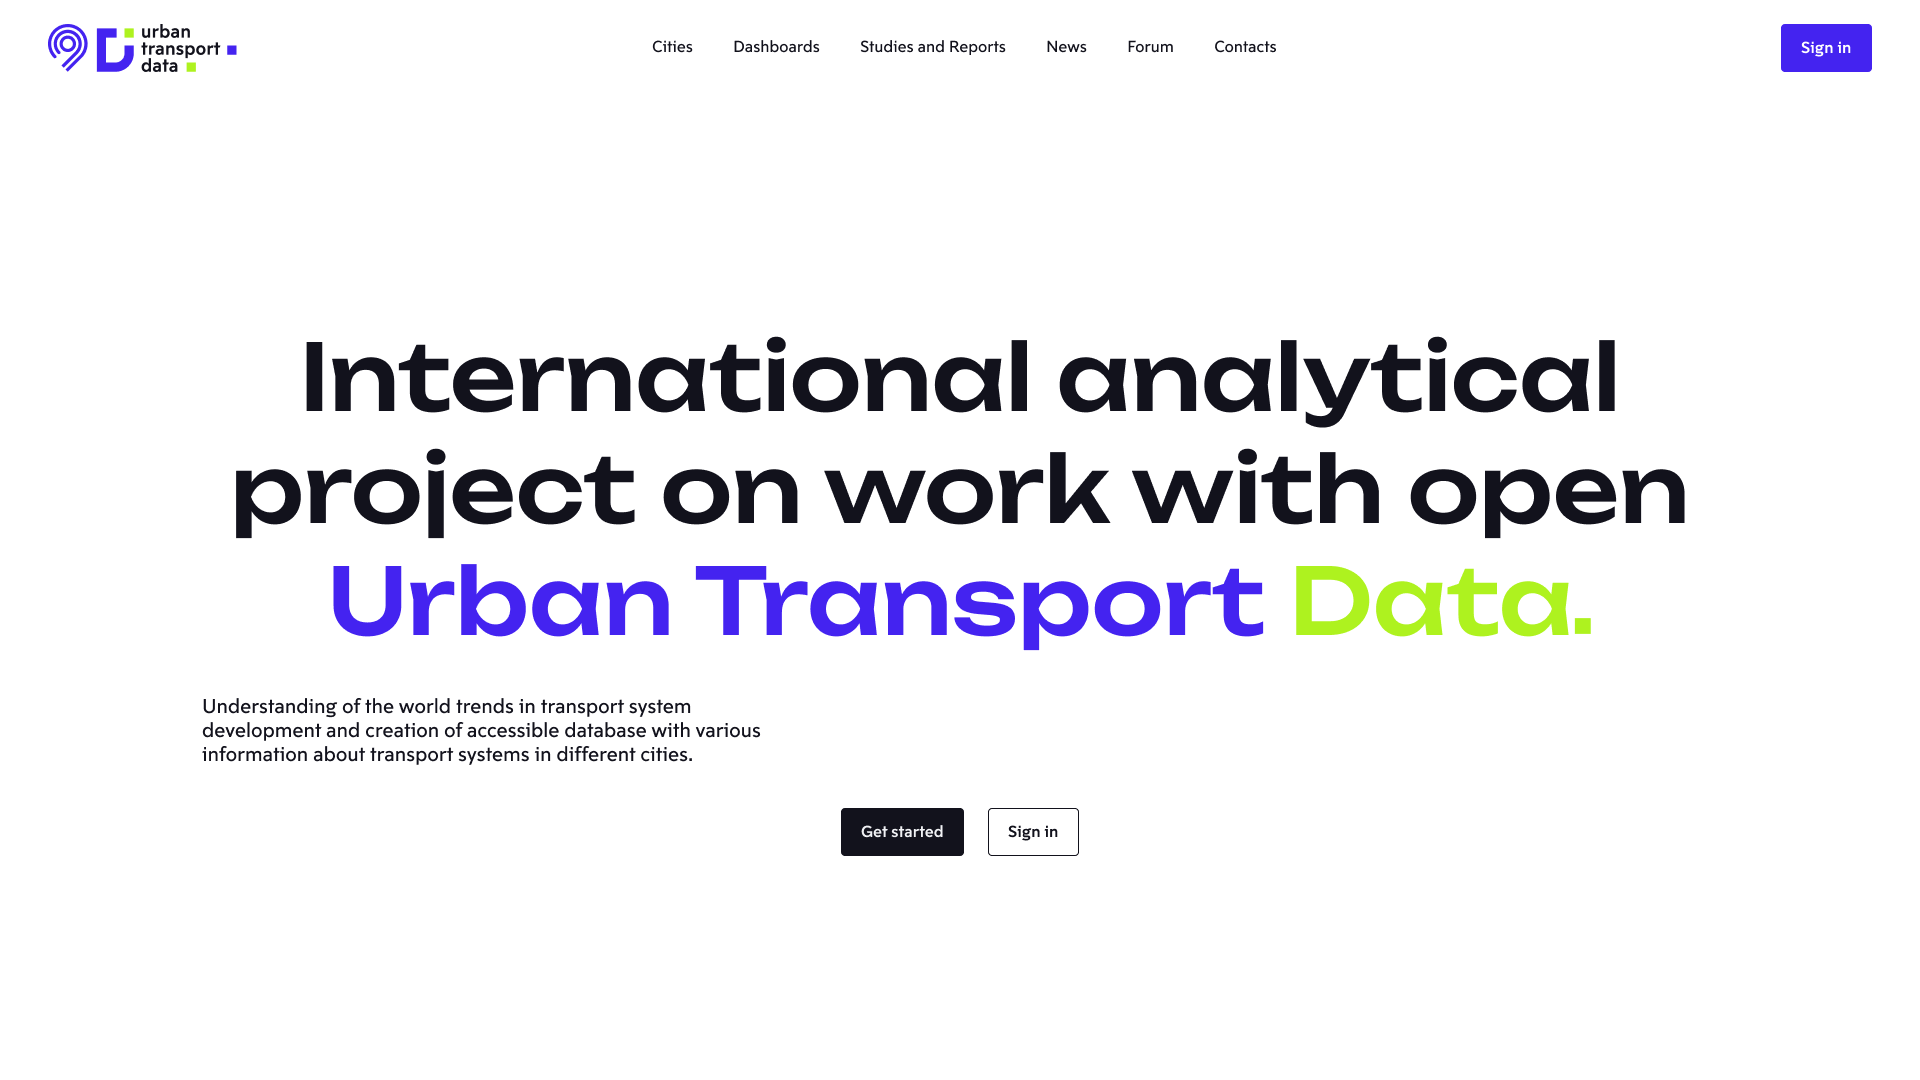 urban
transport
data
Cities
Dashboards
Studies and Reports
News
Forum
Contacts
Sign in
International analytical
project on work with open
Urban Transport Data.
Understanding of the world trends in transport system
development and creation of accessible database with various
information about transport systems in different cities.
Get started
Sign in